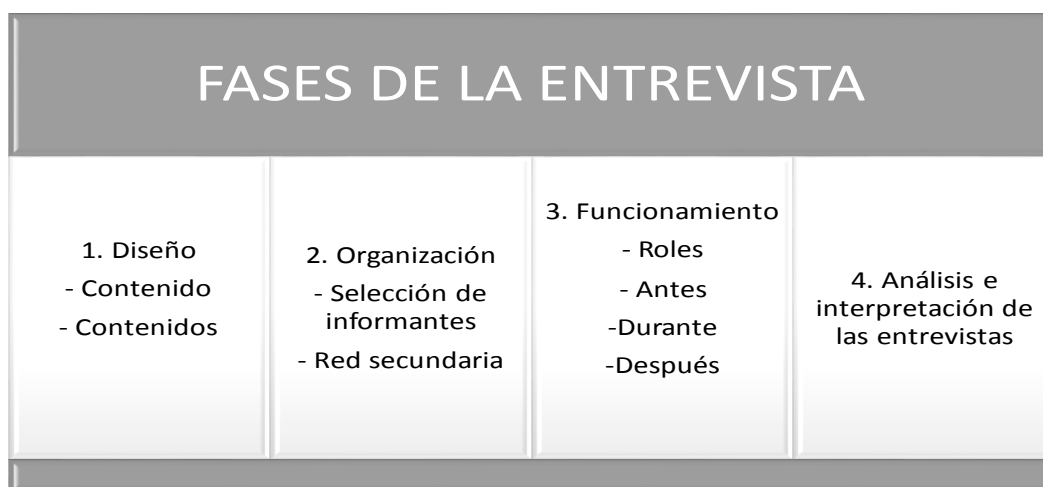 FASES DE LA ENTREVISTA
1. Diseño
- Contenido
- Contenidos
2. Organización
- Selección de
informantes
- Red secundaria
3. Funcionamiento
- Roles
- Antes
-Durante
-Después
4. Análisis e
interpretación de
las entrevistas